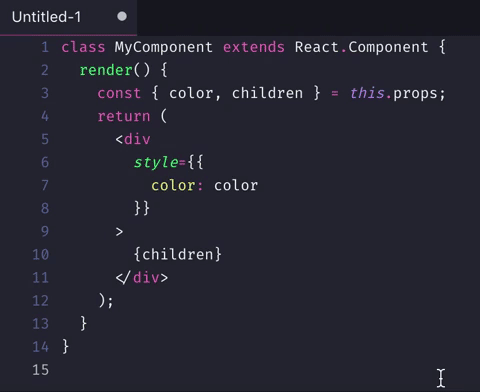 Untitled-1
1 class MyComponent extends React.Component {
2   render() {
3     const { color, children } = this.props;
4     return (
5       <div
6         style={{
7           color: color
8         }}
9       >
10         {children}
11       </div>
12     );
13   }
14 }
15